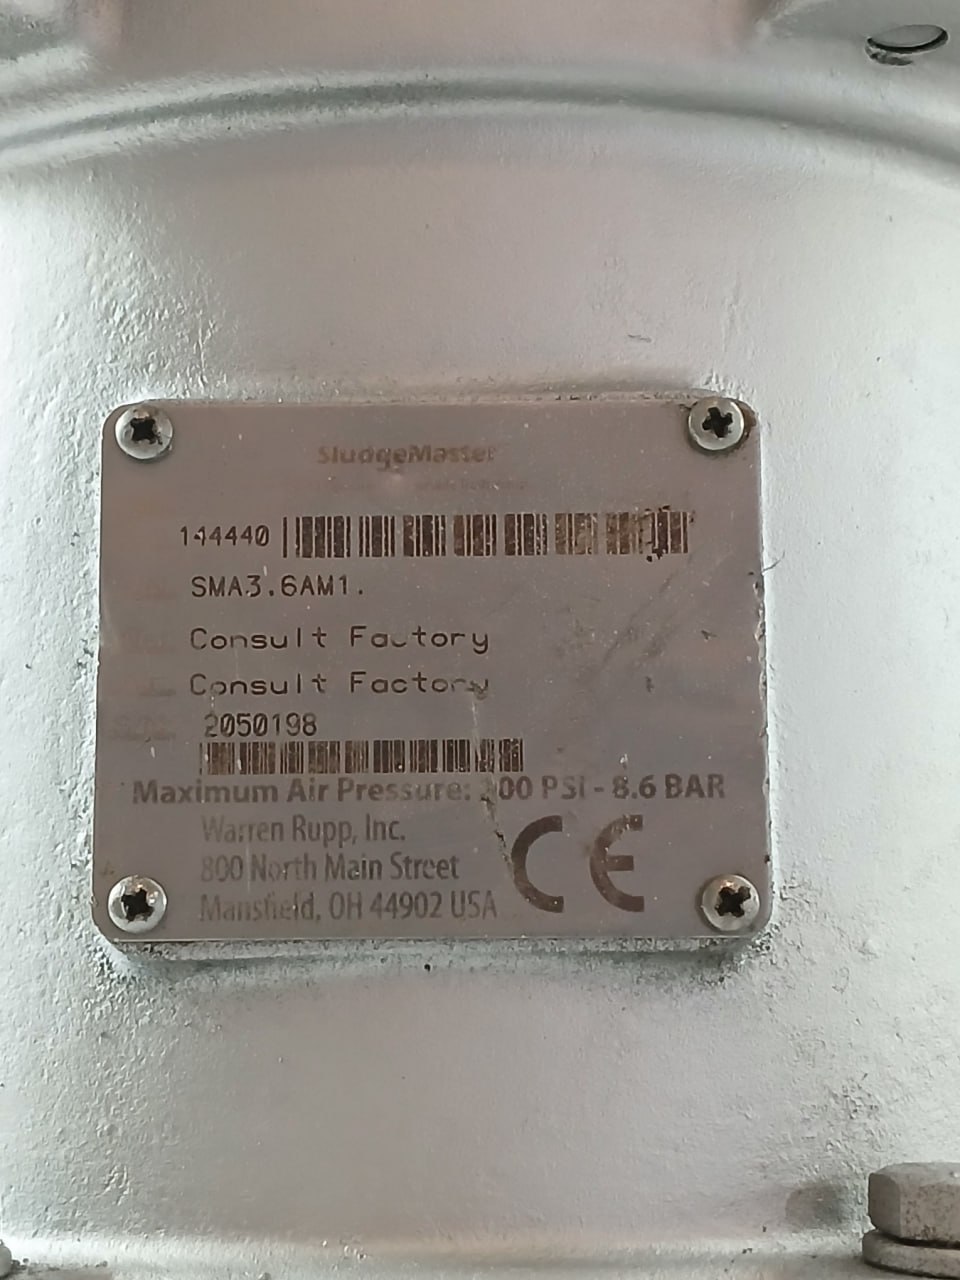 SludgeMaster
144440
SMA3.6AM1.
Consult Factory
Consult Factory
2050198
Maximum Air Pressure: 00 PSI - 8.6 BAR
Warren Rupp, Inc.
800 North Main Street
Mansfield, OH 44902 USA
CE